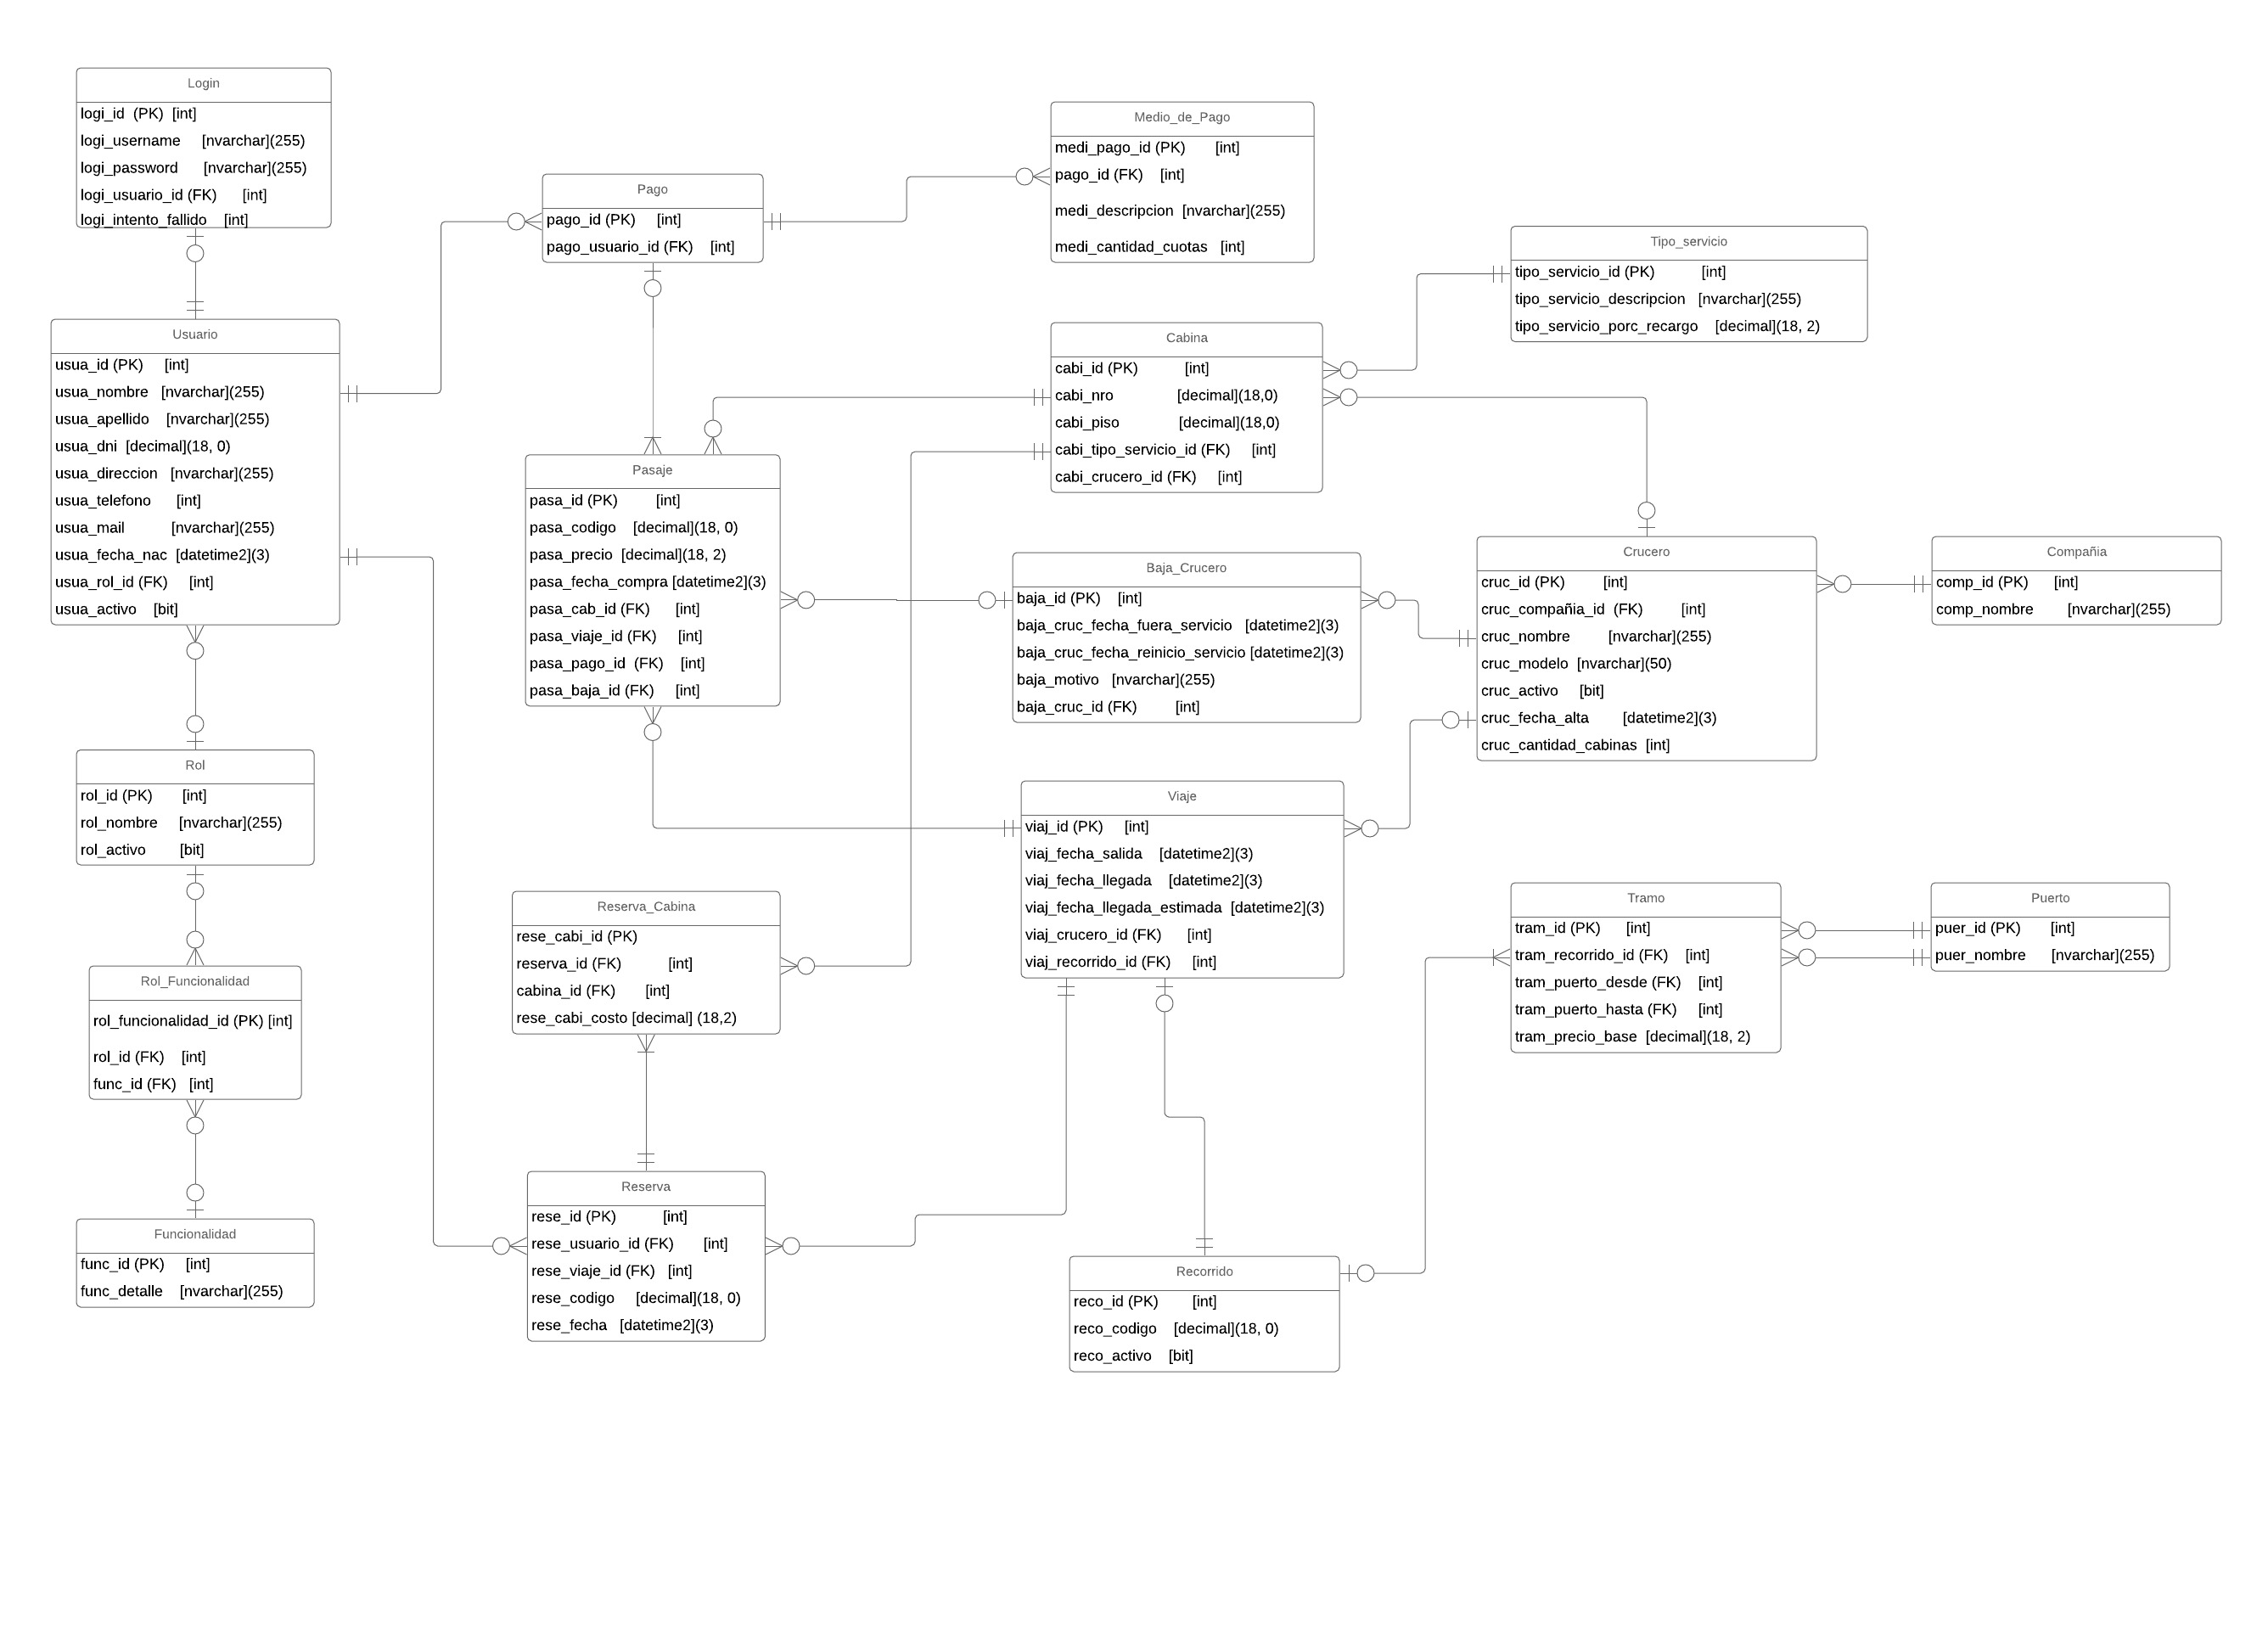 Login
logi_id (PK) [int]
logi_username [nvarchar](255)
logi_password [nvarchar](255)
logi_usuario_id (FK) [int]
logi_intento_fallido [int]
Usuario
usua_id (PK) [int]
usua_nombre [nvarchar](255)
usua_apellido [nvarchar](255)
usua_dni [decimal](18, 0)
usua_direccion [nvarchar](255)
usua_telefono [int]
usua_mail [nvarchar](255)
usua_fecha_nac [datetime2](3)
usua_rol_id (FK) [int]
usua_activo [bit]
Rol
rol_id (PK) [int]
rol_nombre [nvarchar](255)
rol_activo [bit]
Rol_Funcionalidad
rol_funcionalidad_id (PK) [int]
rol_id (FK) [int]
func_id (FK) [int]
Funcionalidad
func_id (PK) [int]
func_detalle [nvarchar](255)
Pago
pago_id (PK) [int]
pago_usuario_id (FK) [int]
Pasaje
pasa_id (PK) [int]
pasa_codigo [decimal](18, 0)
pasa_precio [decimal](18, 2)
pasa_fecha_compra [datetime2](3)
pasa_cab_id (FK) [int]
pasa_viaje_id (FK) [int]
pasa_pago_id (FK) [int]
pasa_baja_id (FK) [int]
Reserva_Cabina
rese_cabi_id (PK)
reserva_id (FK) [int]
cabina_id (FK) [int]
rese_cabi_costo [decimal] (18,2)
Reserva
rese_id (PK) [int]
rese_usuario_id (FK) [int]
rese_viaje_id (FK) [int]
rese_codigo [decimal](18, 0)
rese_fecha [datetime2](3)
Medio_de_Pago
medi_pago_id (PK) [int]
pago_id (FK) [int]
medi_descripcion [nvarchar](255)
medi_cantidad_cuotas [int]
Cabina
cabi_id (PK) [int]
cabi_nro [decimal](18,0)
cabi_piso [decimal](18,0)
cabi_tipo_servicio_id (FK) [int]
cabi_crucero_id (FK) [int]
Baja_Crucero
baja_id (PK) [int]
baja_cruc_fecha_fuera_servicio [datetime2](3)
baja_cruc_fecha_reinicio_servicio [datetime2](3)
baja_motivo [nvarchar](255)
baja_cruc_id (FK) [int]
Viaje
viaj_id (PK) [int]
viaj_fecha_salida [datetime2](3)
viaj_fecha_llegada [datetime2](3)
viaj_fecha_llegada_estimada [datetime2](3)
viaj_crucero_id (FK) [int]
viaj_recorrido_id (FK) [int]
Recorrido
reco_id (PK) [int]
reco_codigo [decimal](18, 0)
reco_activo [bit]
Tipo_servicio
tipo_servicio_id (PK) [int]
tipo_servicio_descripcion [nvarchar](255)
tipo_servicio_porc_recargo [decimal](18, 2)
Crucero
cruc_id (PK) [int]
cruc_compañia_id (FK) [int]
cruc_nombre [nvarchar](255)
cruc_modelo [nvarchar](50)
cruc_activo [bit]
cruc_fecha_alta [datetime2](3)
cruc_cantidad_cabinas [int]
Tramo
tram_id (PK) [int]
tram_recorrido_id (FK) [int]
tram_puerto_desde (FK) [int]
tram_puerto_hasta (FK) [int]
tram_precio_base [decimal](18, 2)
Compañia
comp_id (PK) [int]
comp_nombre [nvarchar](255)
Puerto
puer_id (PK) [int]
puer_nombre [nvarchar](255)